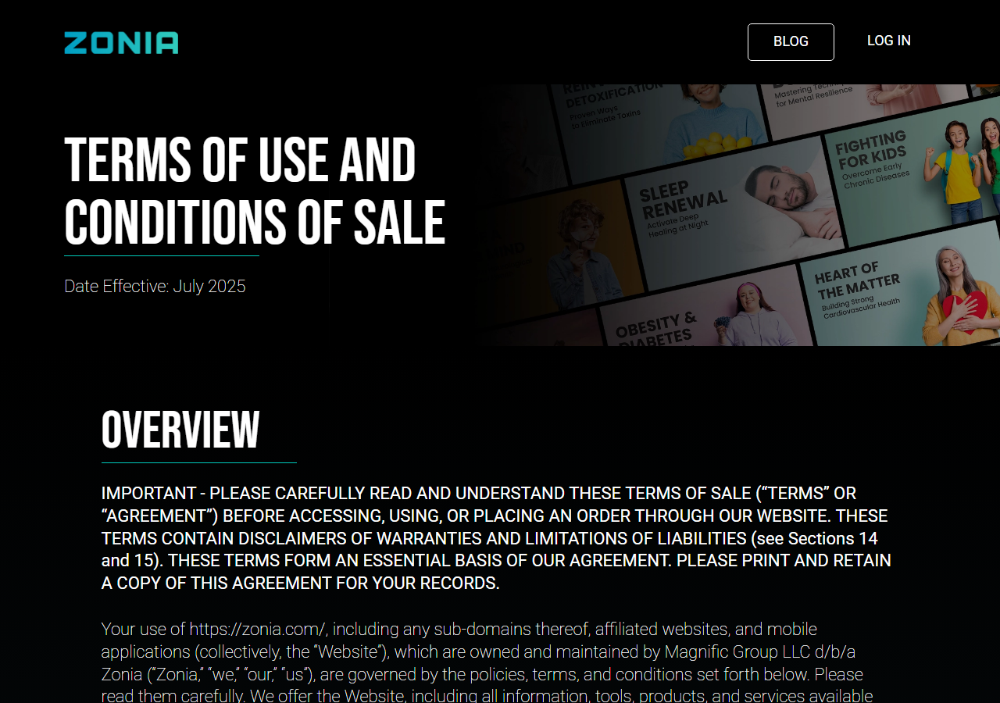 ZONIA
BLOG
LOG IN
DETOXIFICATION
Proven Ways
to Eliminate Toxins
Mastering
for Mental Resilience
FIGHTING
FOR KIDS
Overcome Early
Chronic Diseases
SLEEP
RENEWAL
Activate Deep
Healing at Night
HEART OF
THE MATTER
Building Strong
Cardiovascular Health
OBESITY &
DIABETES
TERMS OF USE AND
CONDITIONS OF SALE
Date Effective: July 2025
OVERVIEW
IMPORTANT - PLEASE CAREFULLY READ AND UNDERSTAND THESE TERMS OF SALE (“TERMS” OR
“AGREEMENT”) BEFORE ACCESSING, USING, OR PLACING AN ORDER THROUGH OUR WEBSITE. THESE
TERMS CONTAIN DISCLAIMERS OF WARRANTIES AND LIMITATIONS OF LIABILITIES (see Sections 14
and 15). THESE TERMS FORM AN ESSENTIAL BASIS OF OUR AGREEMENT. PLEASE PRINT AND RETAIN
A COPY OF THIS AGREEMENT FOR YOUR RECORDS.
Your use of https://zonia.com/, including any sub-domains thereof, affiliated websites, and mobile
applications (collectively, the “Website”), which are owned and maintained by Magnific Group LLC d/b/a
Zonia (“Zonia,” “we,” “our,” “us”), are governed by the policies, terms, and conditions set forth below. Please
read them carefully. We offer the Website, including all information, tools, products, and services available